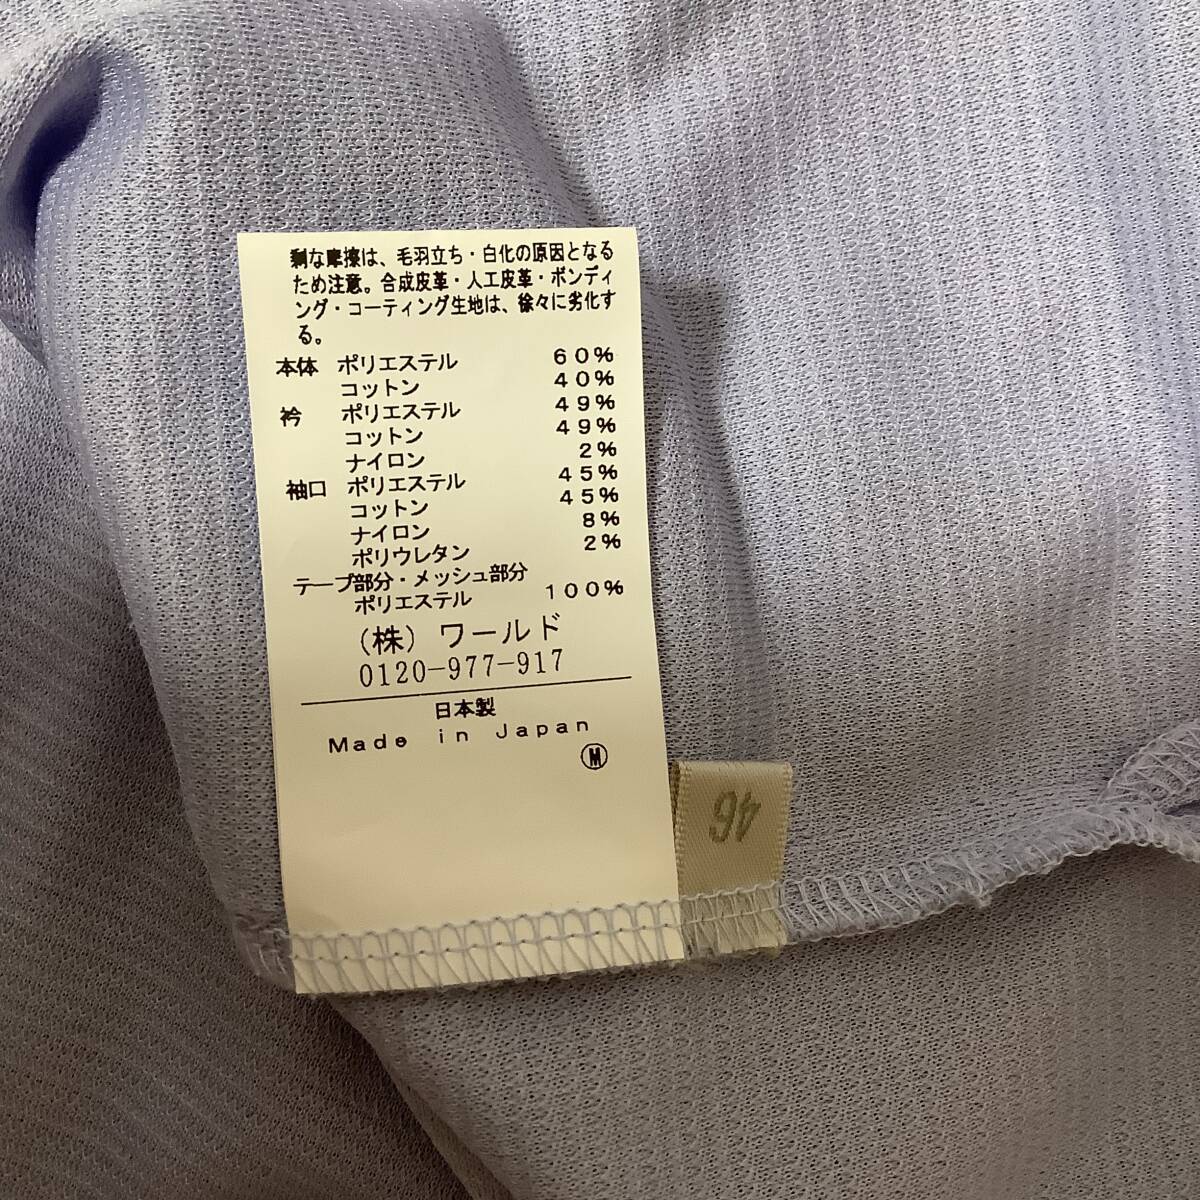 剰な摩擦は、毛羽立ち・白化の原因となる
ため注意。合成皮革・人工皮革・ボンディ
ング・コーティング生地は、徐々に劣化す
る。
本体 ポリエステル 60%
コットン 40%
衿 ポリエステル 49%
コットン 49%
ナイロン 2%
袖口 ポリエステル 45%
コットン 45%
ナイロン 8%
ポリウレタン 2%
テープ部分・メッシュ部分
ポリエステル 100%
(株) ワールド
0120-977-917
日本製
Made in Japan
Ⓜ
46